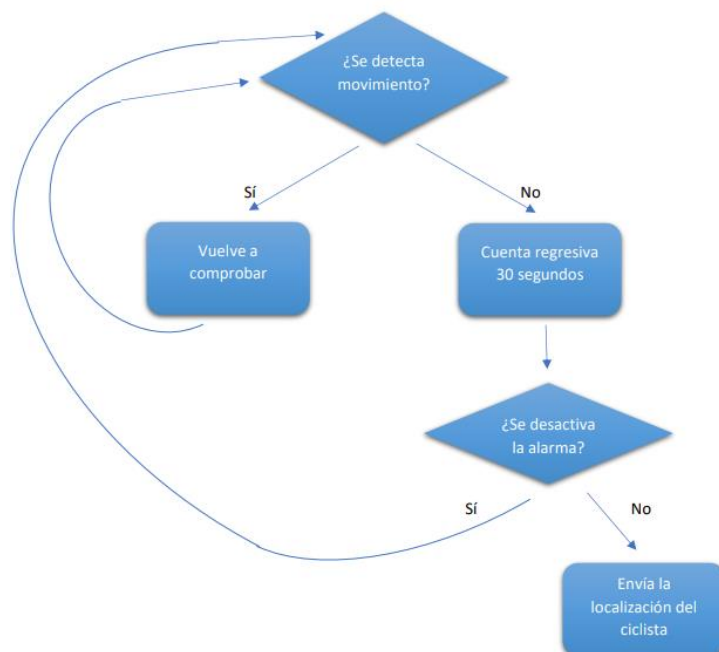 ¿Se detecta
movimiento?
Sí
No
Vuelve a
comprobar
Cuenta regresiva
30 segundos
¿Se desactiva
la alarma?
Sí
No
Envía la
localización del
ciclista